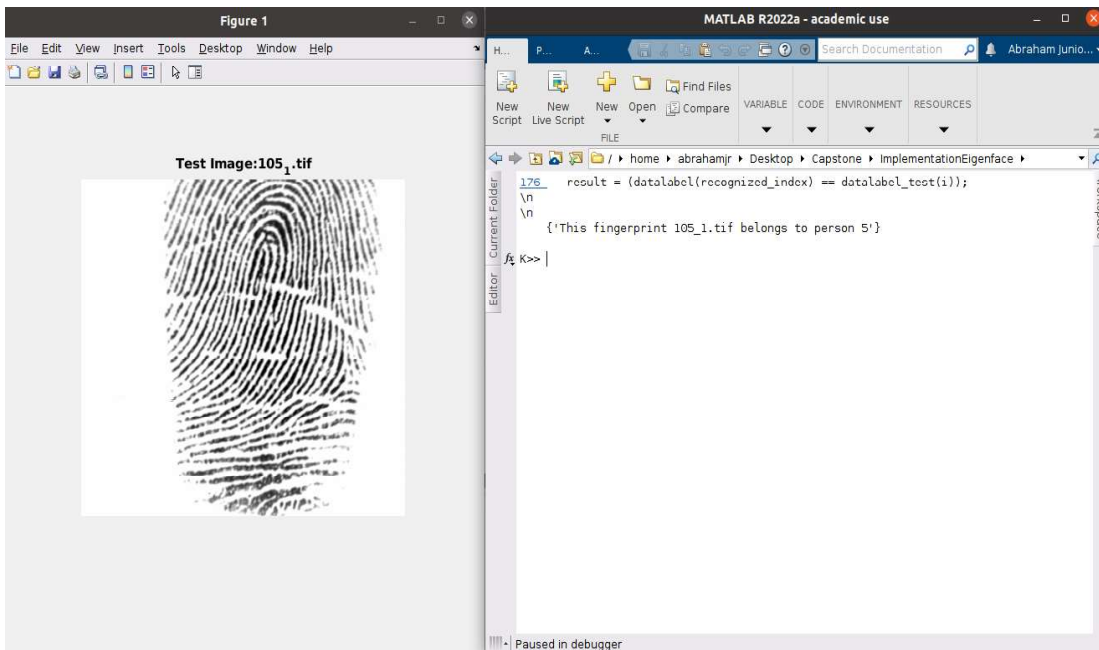 Figure 1
File Edit View Insert Tools Desktop Window Help
Test Image:105₁.tif
MATLAB R2022a - academic use
H... P... A... Search Documentation Abraham Junio...
New Script
New Live Script
New
Open
Find Files
Compare
FILE
VARIABLE CODE ENVIRONMENT RESOURCES
/ home abrahamjr Desktop Capstone ImplementationEigenface
Current Folder
Editor
176 result = (datalabel(recognized_index) == datalabel_test(i));
\n
\n
{'This fingerprint 105_1.tif belongs to person 5'}
fx K>>
Paused in debugger